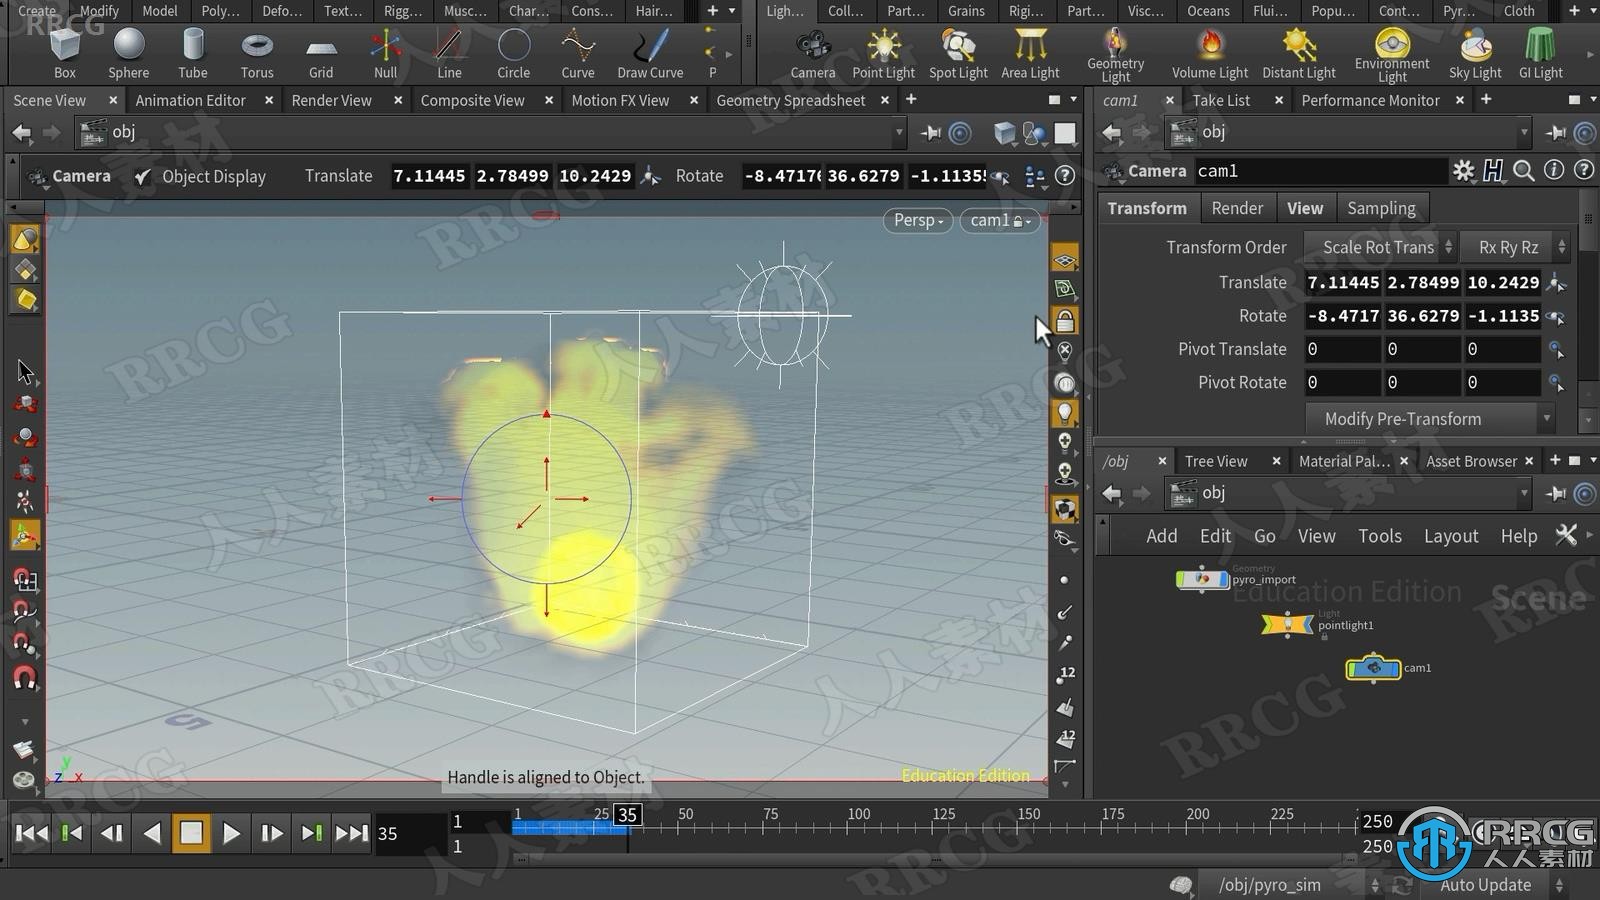 Create Modify Model Poly... Defo... Text... Rigg... Musc... Char... Cons... Hair...
Ligh... Coll... Part... Grains Rigi... Part... Visc... Oceans Flui... Popu... Cont... Pyr... Cloth
RRCG
Box Sphere Tube Torus Grid Null Line Circle Curve Draw Curve P
Camera Point Light Spot Light Area Light Geometry Light Volume Light Distant Light Environment Light Sky Light GI Light
Scene View Animation Editor Render View Composite View Motion FX View Geometry Spreadsheet
cam1 Take List Performance Monitor
obj
obj
Camera Object Display Translate 7.11445 2.78499 10.2429 Rotate -8.4717 36.6279 -1.1135
Camera cam1
Transform Render View Sampling
Persp cam1
Transform Order Scale Rot Trans Rx Ry Rz
Translate 7.11445 2.78499 10.2429
Rotate -8.4717 36.6279 -1.1135
Pivot Translate 0 0 0
Pivot Rotate 0 0 0
Modify Pre-Transform
/obj Tree View Material Pal... Asset Browser
obj
Add Edit Go View Tools Layout Help
Geometry
pyro_import
Education Edition
Scene
Light
pointlight1
cam1
12
12
5
y
z x
Handle is aligned to Object.
Education Edition
35
1
1
1 25 35 50 75 100 125 150 175 200 225 2
250
250
RRCG
人人素材
/obj/pyro_sim Auto Update